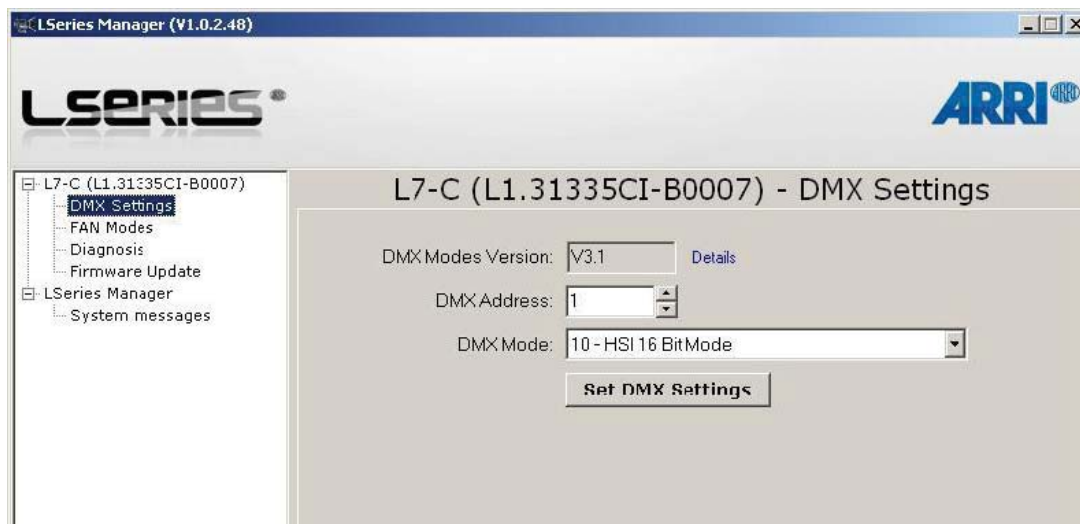 LSeries Manager (V1.0.2.48)
LSERIES®
ARRI ARRI®
L7-C (L1.31335CI-B0007)
DMX Settings
FAN Modes
Diagnosis
Firmware Update
LSeries Manager
System messages
L7-C (L1.31335CI-B0007) - DMX Settings
DMX Modes Version: V3.1 Details
DMX Address: 1
DMX Mode: 10 - HSI 16 Bit Mode
Set DMX Settings